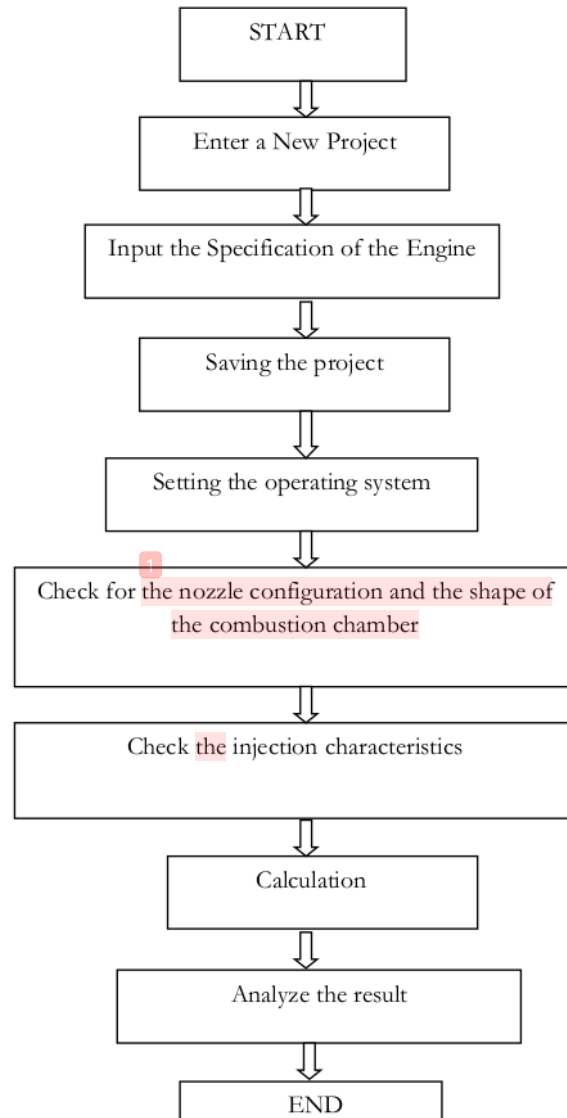 START
Enter a New Project
Input the Specification of the Engine
Saving the project
Setting the operating system
1
Check for the nozzle configuration and the shape of
the combustion chamber
Check the injection characteristics
Calculation
Analyze the result
END